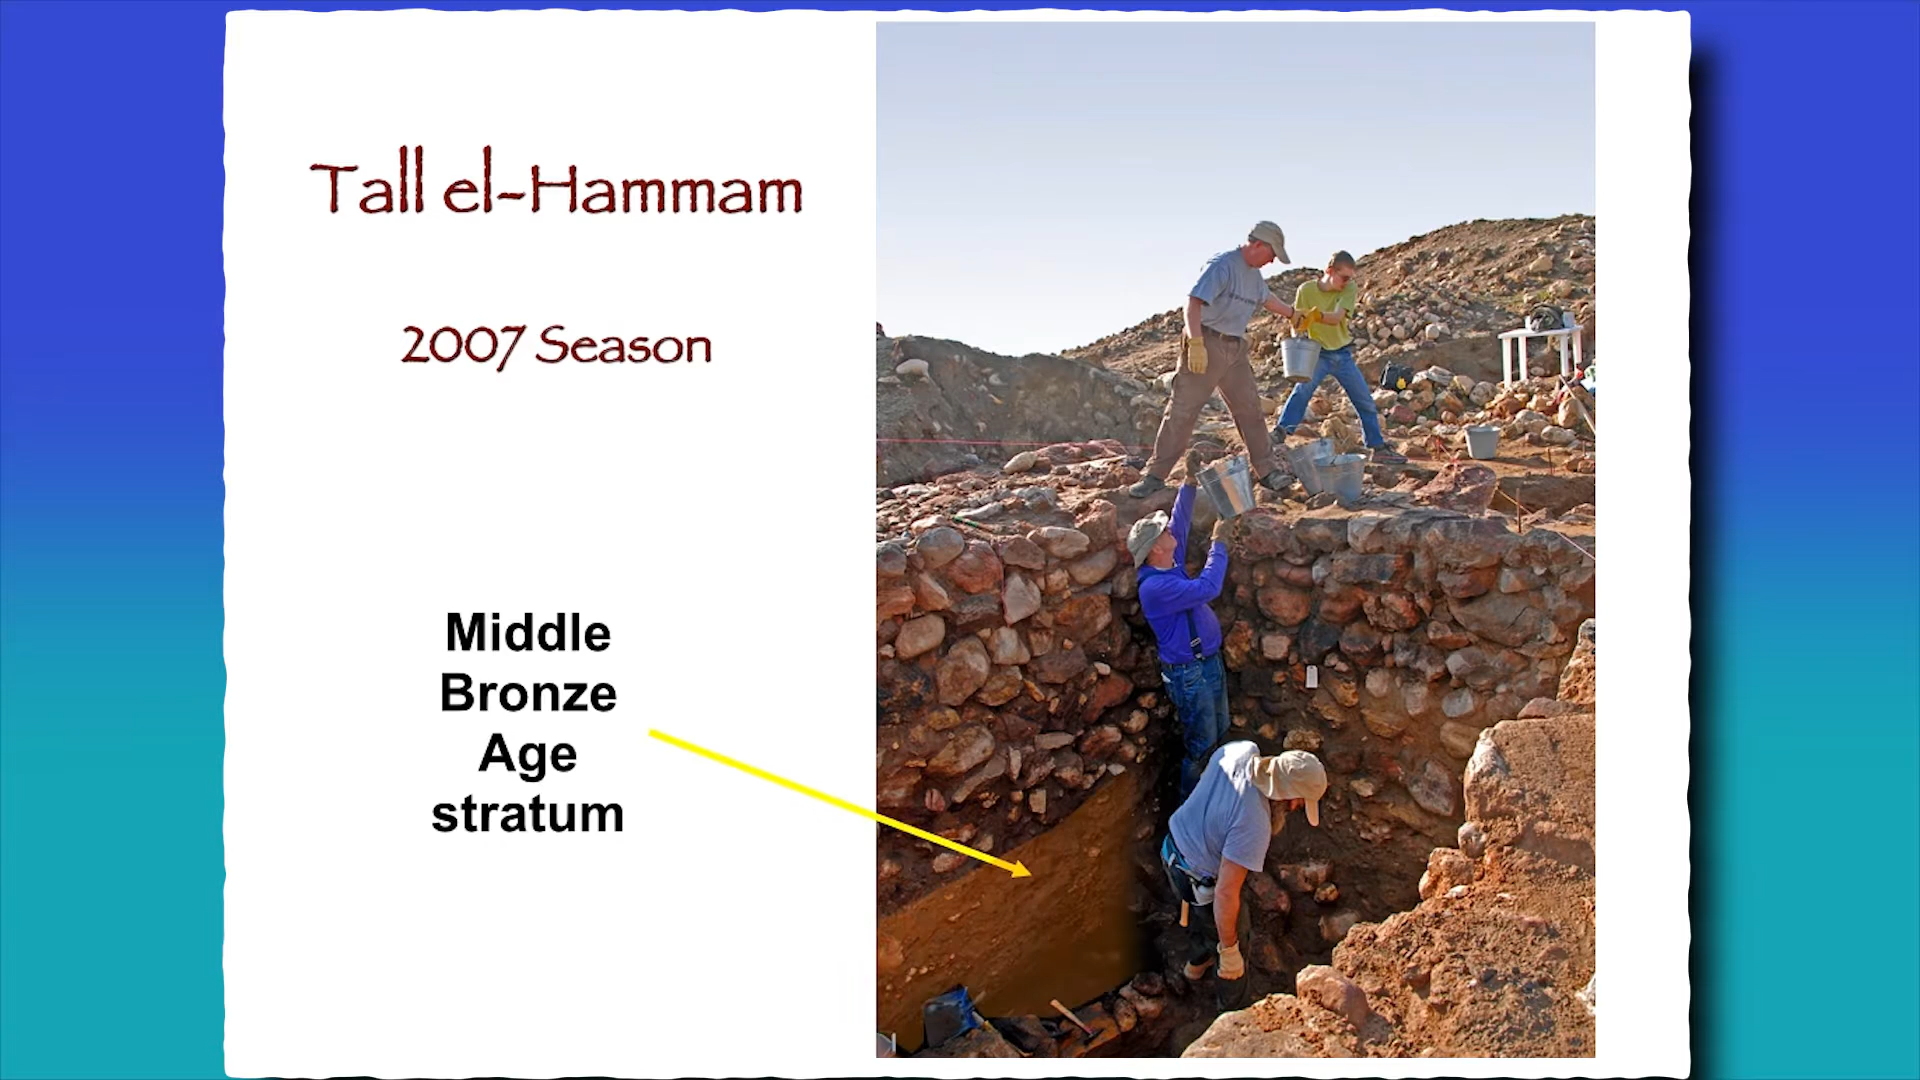 Tall el-Hammam
2007 Season
Middle
Bronze
Age
stratum